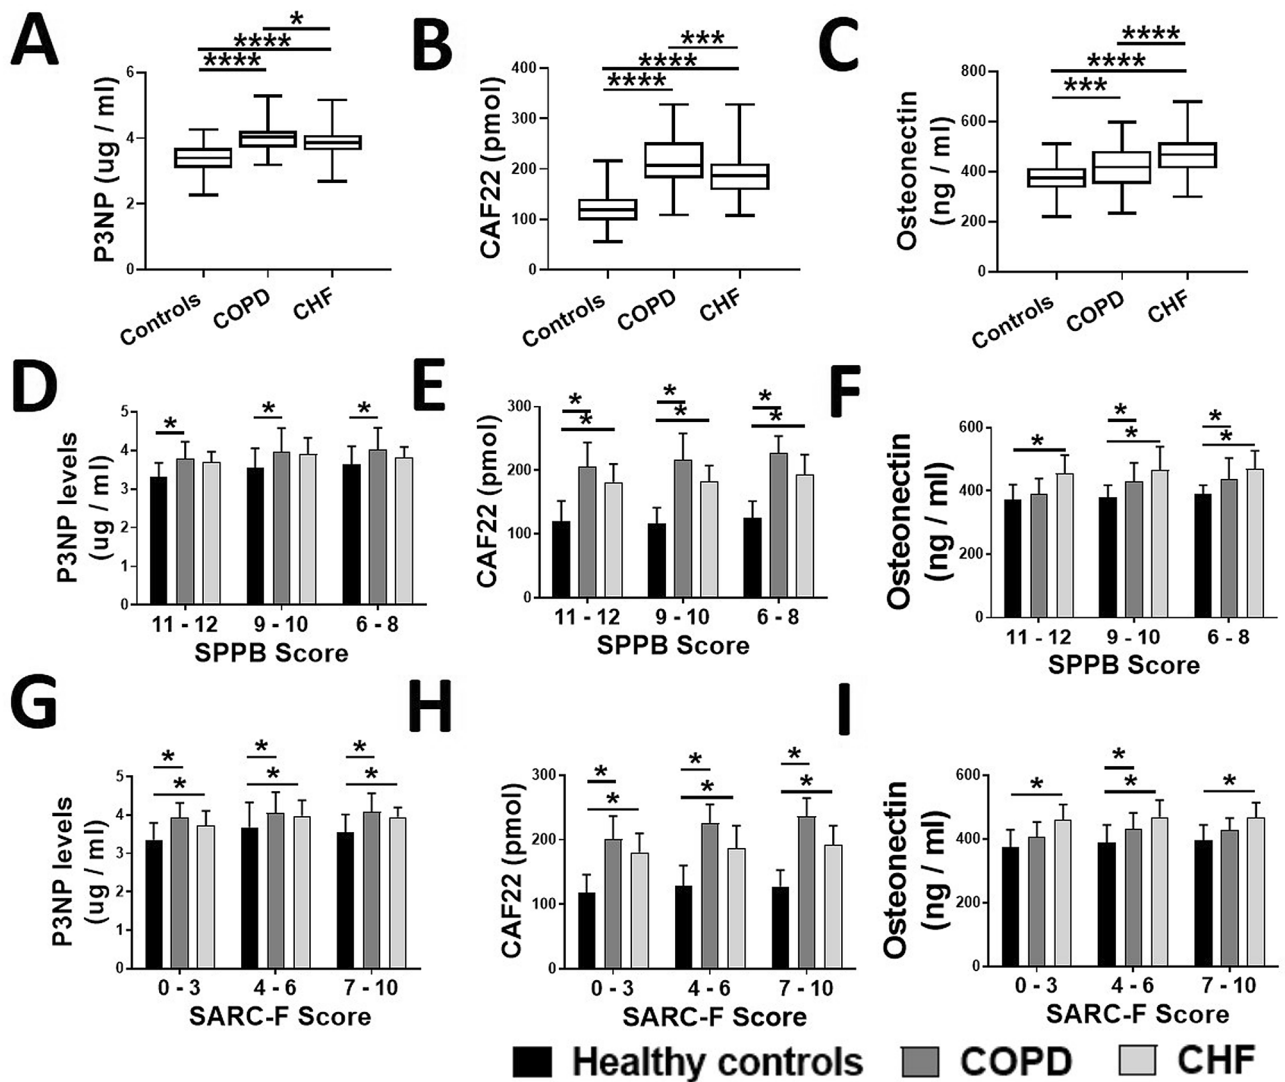 A
*
****
****
P3NP (ug / ml)
6
4
2
0
Controls
COPD
CHF
B
***
****
****
CAF22 (pmol)
400
300
200
100
0
Controls
COPD
CHF
C
****
****
***
Osteonectin
(ng / ml)
800
600
400
200
0
Controls
COPD
CHF
D
* * *
P3NP levels
(ug / ml)
5
4
3
2
1
0
11 - 12 9 - 10 6 - 8
SPPB Score
E
* * *
* * *
CAF22 (pmol)
300
200
100
0
11 - 12 9 - 10 6 - 8
SPPB Score
F
* *
* * *
Osteonectin
(ng / ml)
600
400
200
0
11 - 12 9 - 10 6 - 8
SPPB Score
G
* * *
* * *
P3NP levels
(ug / ml)
5
4
3
2
1
0
0 - 3 4 - 6 7 - 10
SARC-F Score
H
* * *
* * *
CAF22 (pmol)
300
200
100
0
0 - 3 4 - 6 7 - 10
SARC-F Score
I
*
* * *
Osteonectin
(ng / ml)
600
400
200
0
0 - 3 4 - 6 7 - 10
SARC-F Score
Healthy controls COPD CHF